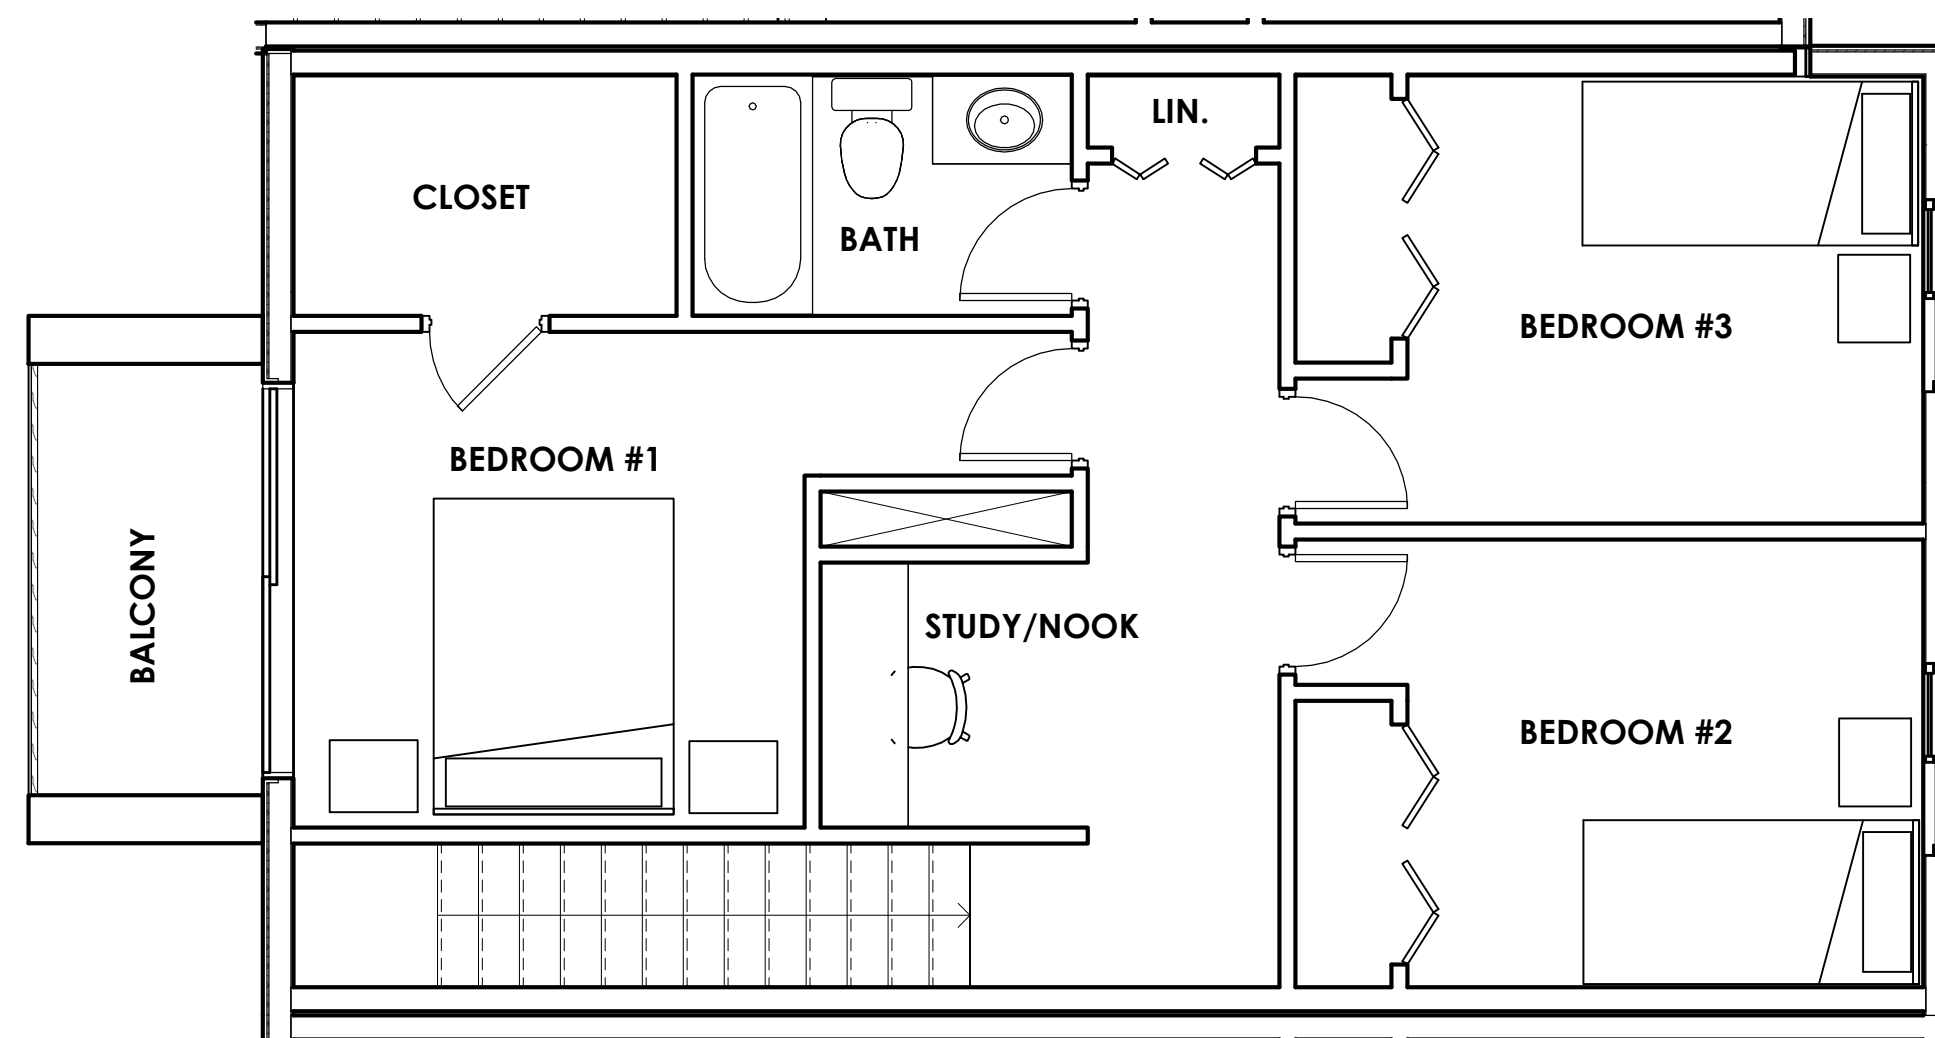 LIN.
CLOSET
BATH
BEDROOM #3
BEDROOM #1
BALCONY
STUDY/NOOK
BEDROOM #2